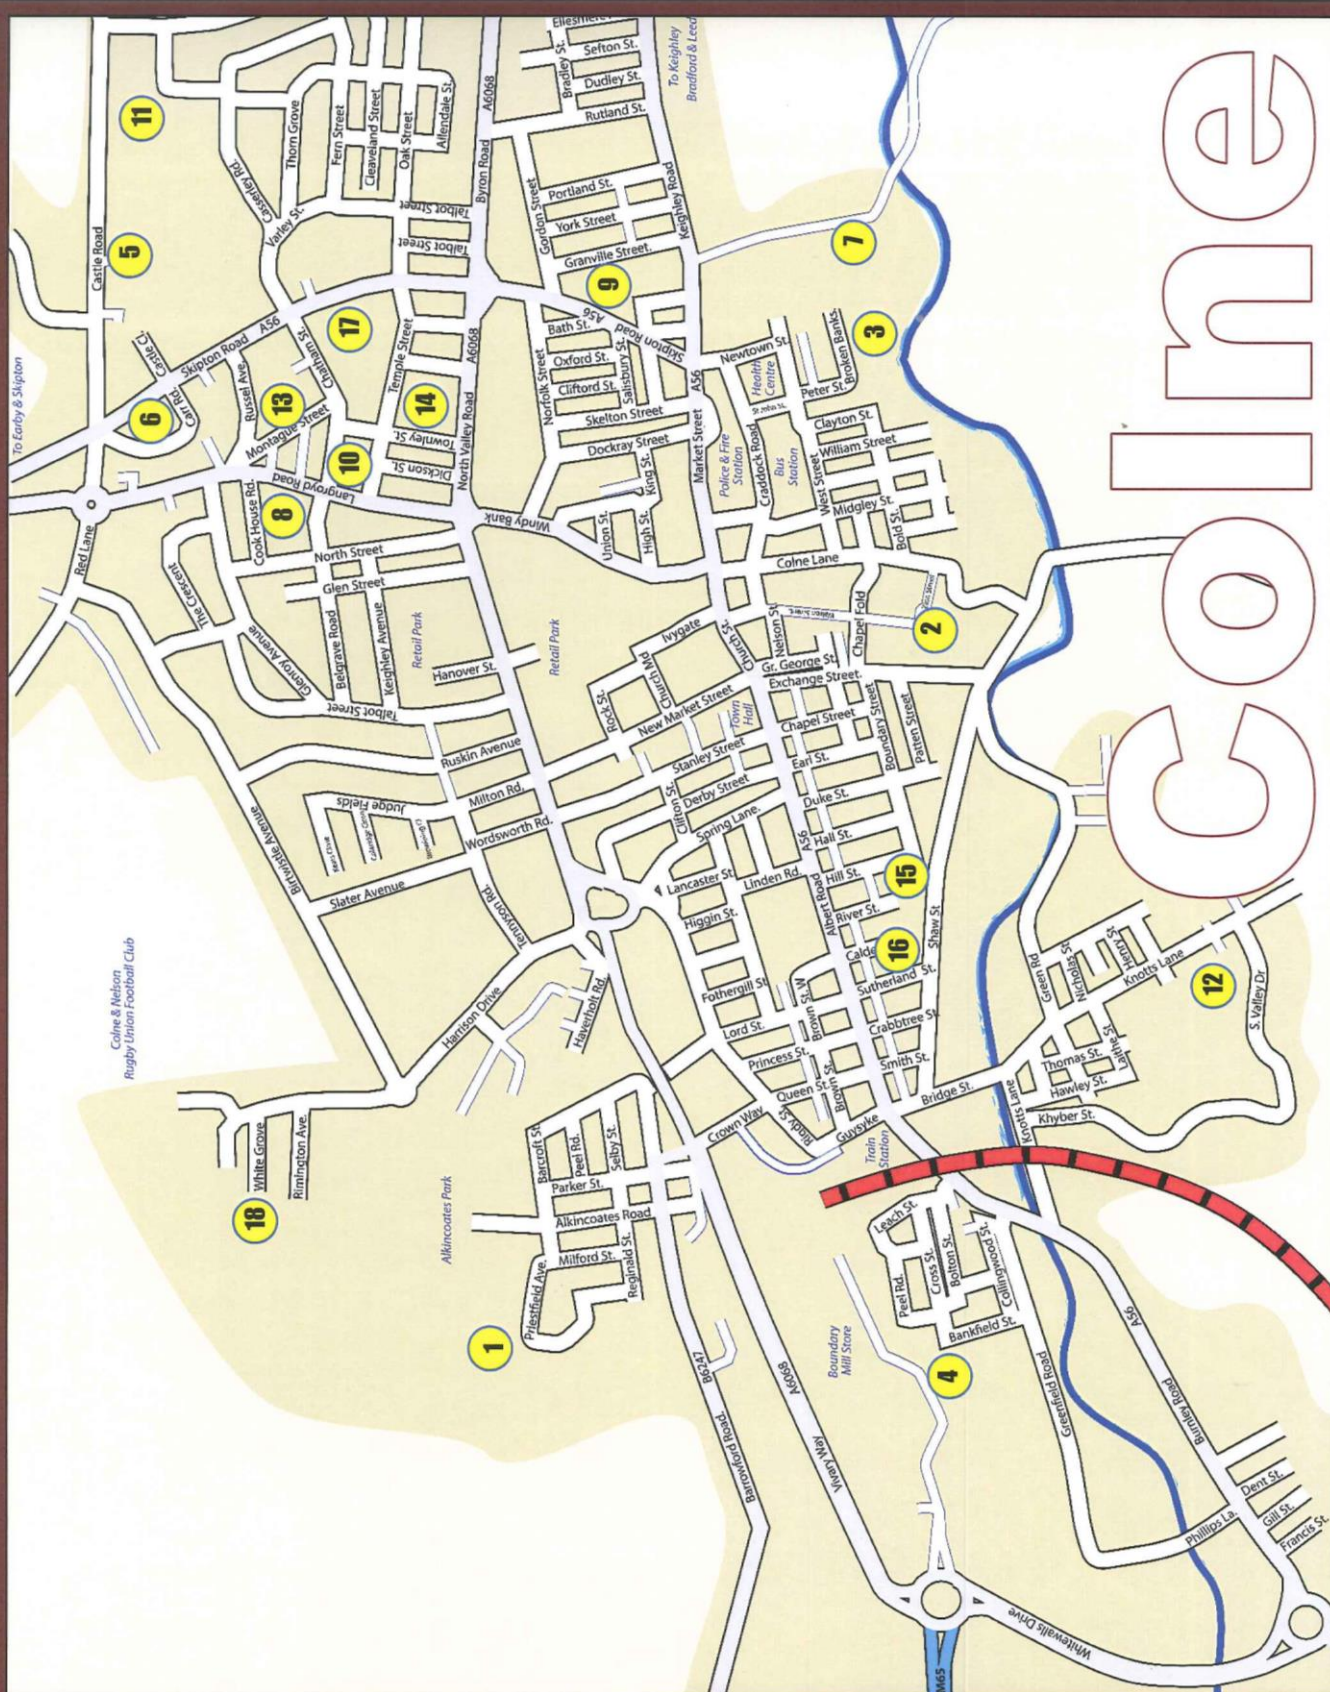 Colne
To Earby & Skipton
To Keighley
Bradford & Leed
Castle Road
Skipton Road
A56
Castle Cl.
Carr Rd.
Russel Ave.
Montague Street
Chatham St.
Casserley Rd.
Varley St.
Thorn Grove
Fern Street
Cleaveland Street
Oak Street
Allendale St.
Talbot Street
Talbot Street
Temple Street
Townley St.
Dickson St.
A6068
Byron Road
A6068
North Valley Road
Langroyd Road
Cook House Rd.
Red Lane
The Crescent
North Street
Glen Street
Belgrave Road
Keighley Avenue
Glenroy Avenue
Talbot Street
Retail Park
Hanover St.
Retail Park
Windy Bank
Sefton St.
Bradley St.
Dudley St.
Rutland St.
Gordon Street
Portland St.
York Street
Granville Street.
Keighley Road
Norfolk Street
Bath St.
Oxford St.
Clifford St.
Salisbury St.
Skelton Street
Dockray Street
A56
Skipton Road
A56
Market Street
King St.
High St.
Union St.
Newtown St.
Health
Centre
Police & Fire
Station
Craddock Road
Bus
Station
Peter St.
Broken Banks.
Clayton St.
William Street
West Street
Midgley St.
Bold St.
Colne Lane
Chapel Fold
Nelson St.
Church St.
Ivygate
Church Md
Rock St.
New Market Street
Gr. George St.
Exchange Street.
Town
Hall
Stanley Street
Chapel Street
Boundary Street
Patten Street
Earl St.
Derby Street
Clifton St.
Spring Lane.
Duke St.
A56
Hall St.
Hill St.
River St.
Albert Road
Linden Rd.
Lancaster St.
Higgin St.
Fothergill St
Lord St.
Princess St.
Queen St.
Brown St. W
Brown St.
Sutherland St.
Crabbtree St
Smith St.
Shaw St
Bridge St.
Guysyke
Crown Way
Train
Station
Ruskin Avenue
Milton Rd.
Wordsworth Rd.
Judge Fields
Slater Avenue
Tennyson Rd.
Birtwistle Avenue
Harrison Drive
Haverholt Rd.
Colne & Nelson
Rugby Union Football Club
White Grove
Rimington Ave.
Alkincoates Park
Barcroft St.
Peel Rd.
Selby St.
Parker St.
Alkincoates Road
Milford St.
Reginald St.
Priestfield Ave.
B6247
Barrowford Road.
A6068
Vivary Way
Boundary
Mill Store
Leach St.
Peel Rd.
Cross St.
Bolton St.
Collingwood St.
Bankfield St.
Greenfield Road
A56
Burnley Road
Phillips La.
Dent St.
Gill St.
Francis St.
Whitewalls Drive
M65
Knotts Lane
Khyber St.
Hawley St.
Thomas St.
Laithe St.
Green Rd
Nicholas St
Henry St
Knotts Lane
S. Valley Dr
1
2
3
4
5
6
7
8
9
10
11
12
13
14
15
16
17
18